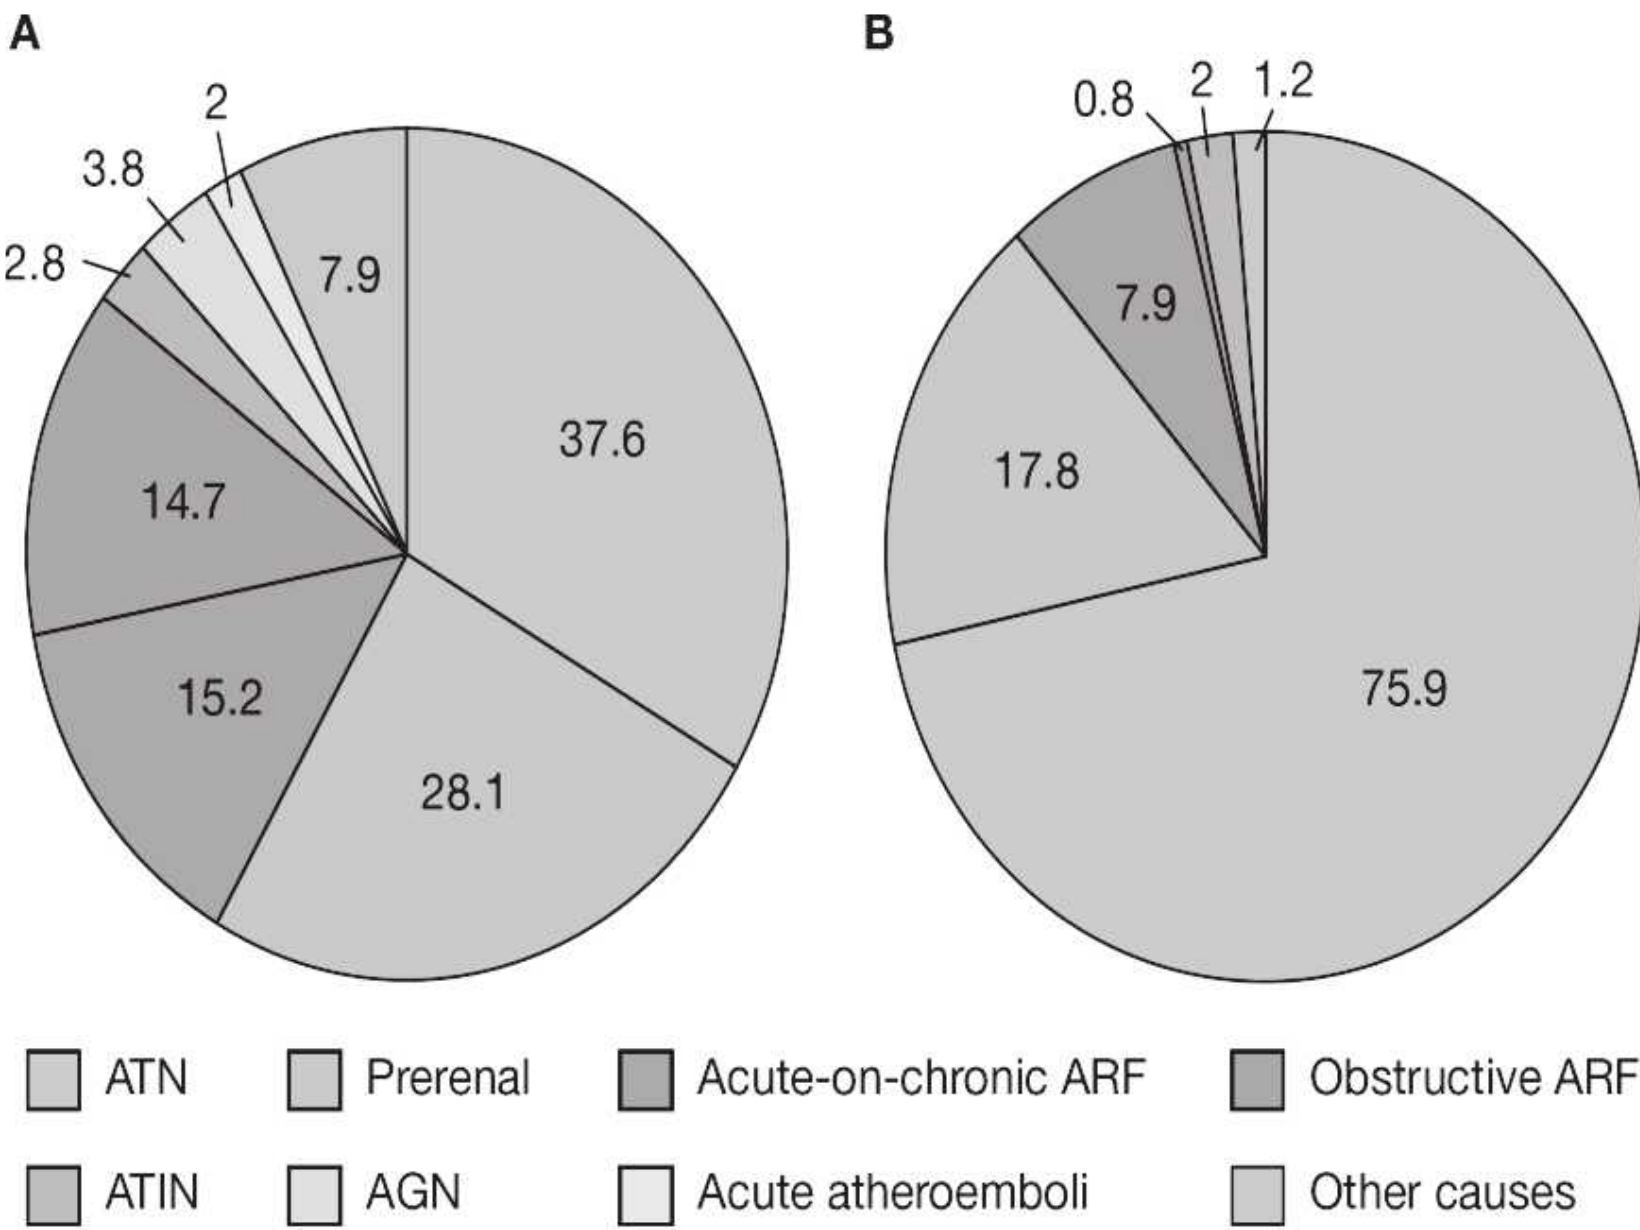 A
B
2
3.8
2.8
7.9
37.6
14.7
15.2
28.1
0.8
2
1.2
7.9
17.8
75.9
ATN
Prerenal
Acute-on-chronic ARF
Obstructive ARF
ATIN
AGN
Acute atheroemboli
Other causes